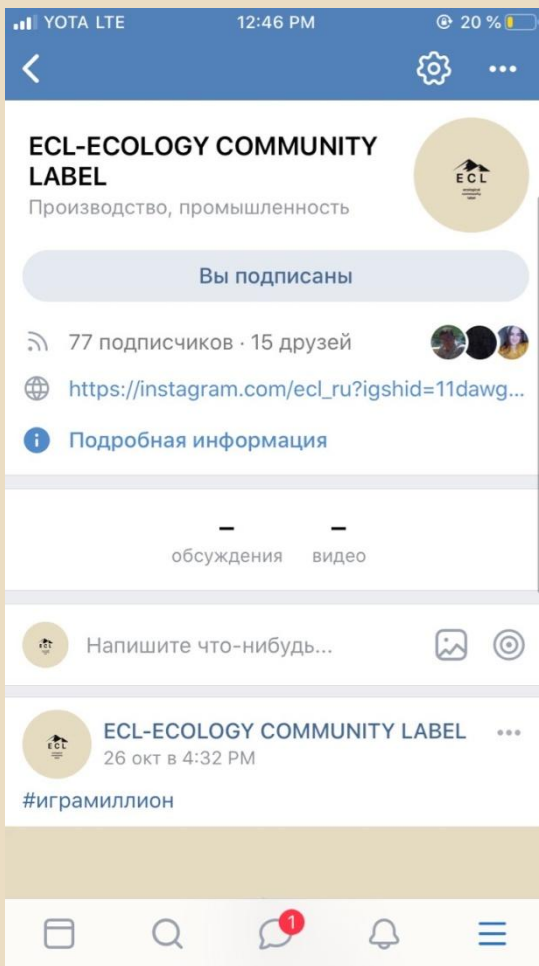 YOTA LTE 12:46 PM 20 %
ECL-ECOLOGY COMMUNITY
LABEL
Производство, промышленность
ECL
Вы подписаны
77 подписчиков · 15 друзей
https://instagram.com/ecl_ru?igshid=11dawg...
Подробная информация
– –
обсуждения видео
Напишите что-нибудь...
ECL-ECOLOGY COMMUNITY LABEL
26 окт в 4:32 PM
ECL
#играмиллион
1